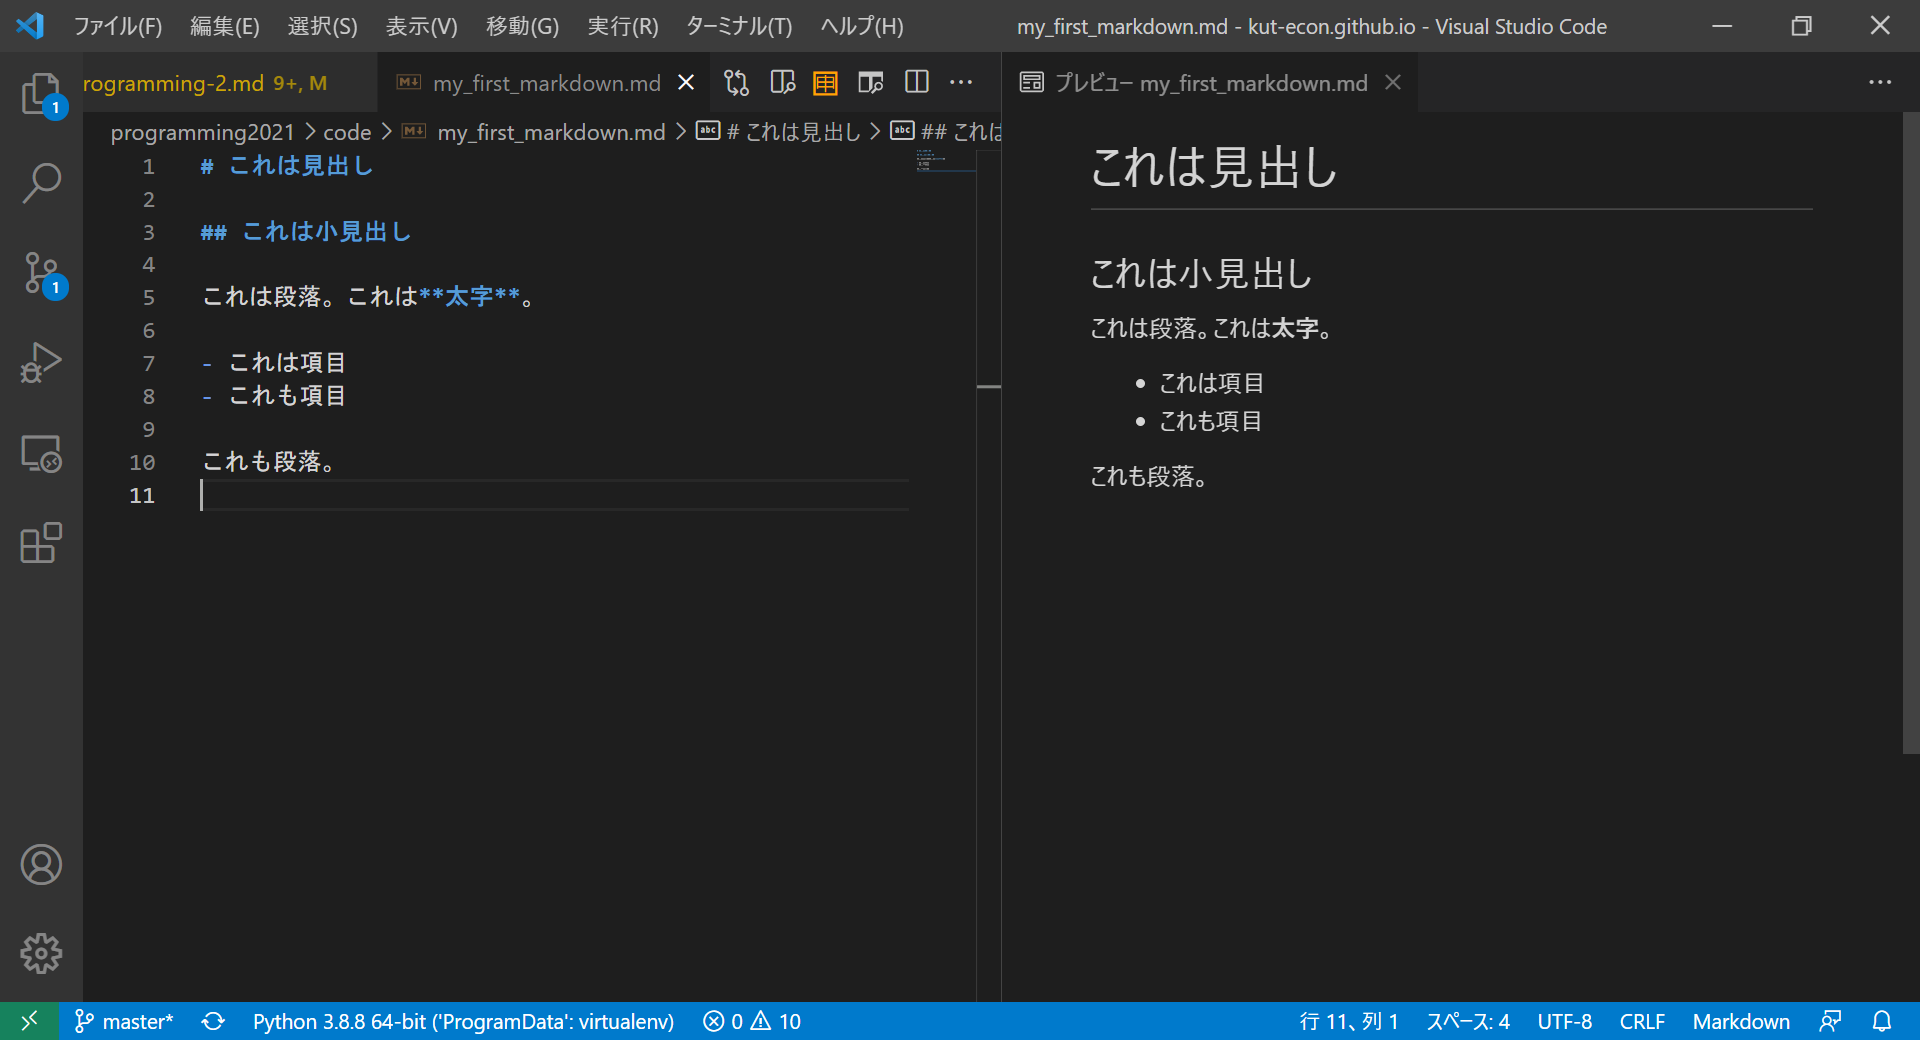 ファイル(F) 編集(E) 選択(S) 表示(V) 移動(G) 実行(R) ターミナル(T) ヘルプ(H) my_first_markdown.md - kut-econ.github.io - Visual Studio Code
rogramming-2.md 9+, M my_first_markdown.md
プレビュー my_first_markdown.md
programming2021 > code > my_first_markdown.md > abc # これは見出し > abc ## これは
1 # これは見出し
2
3 ## これは小見出し
4
5 これは段落。これは**太字**。
6
7 - これは項目
8 - これも項目
9
10 これも段落。
11
これは見出し
これは小見出し
これは段落。これは太字。
• これは項目
• これも項目
これも段落。
1
1
master* Python 3.8.8 64-bit ('ProgramData': virtualenv) 0 10 行 11、列 1 スペース: 4 UTF-8 CRLF Markdown